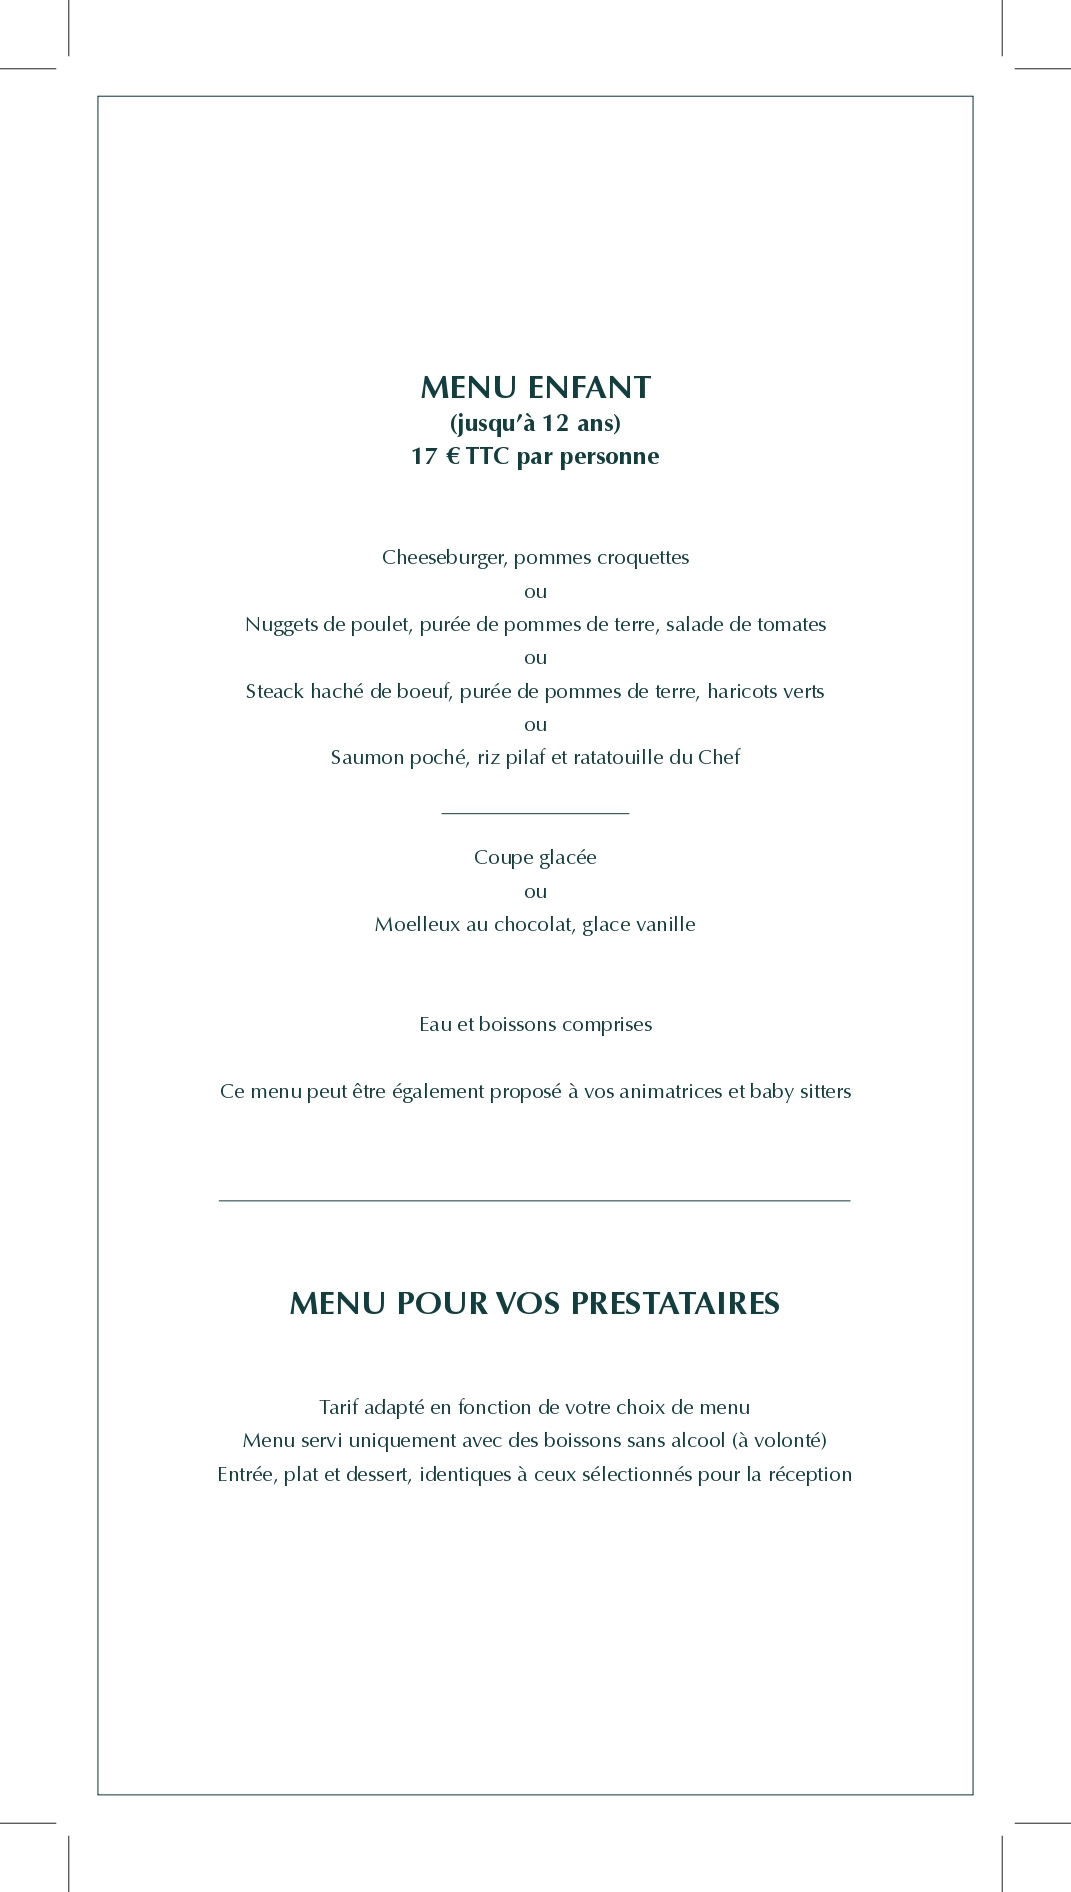 MENU ENFANT
(jusqu’à 12 ans)
17 € TTC par personne
Cheeseburger, pommes croquettes
ou
Nuggets de poulet, purée de pommes de terre, salade de tomates
ou
Steack haché de boeuf, purée de pommes de terre, haricots verts
ou
Saumon poché, riz pilaf et ratatouille du Chef
Coupe glacée
ou
Moelleux au chocolat, glace vanille
Eau et boissons comprises
Ce menu peut être également proposé à vos animatrices et baby sitters
MENU POUR VOS PRESTATAIRES
Tarif adapté en fonction de votre choix de menu
Menu servi uniquement avec des boissons sans alcool (à volonté)
Entrée, plat et dessert, identiques à ceux sélectionnés pour la réception